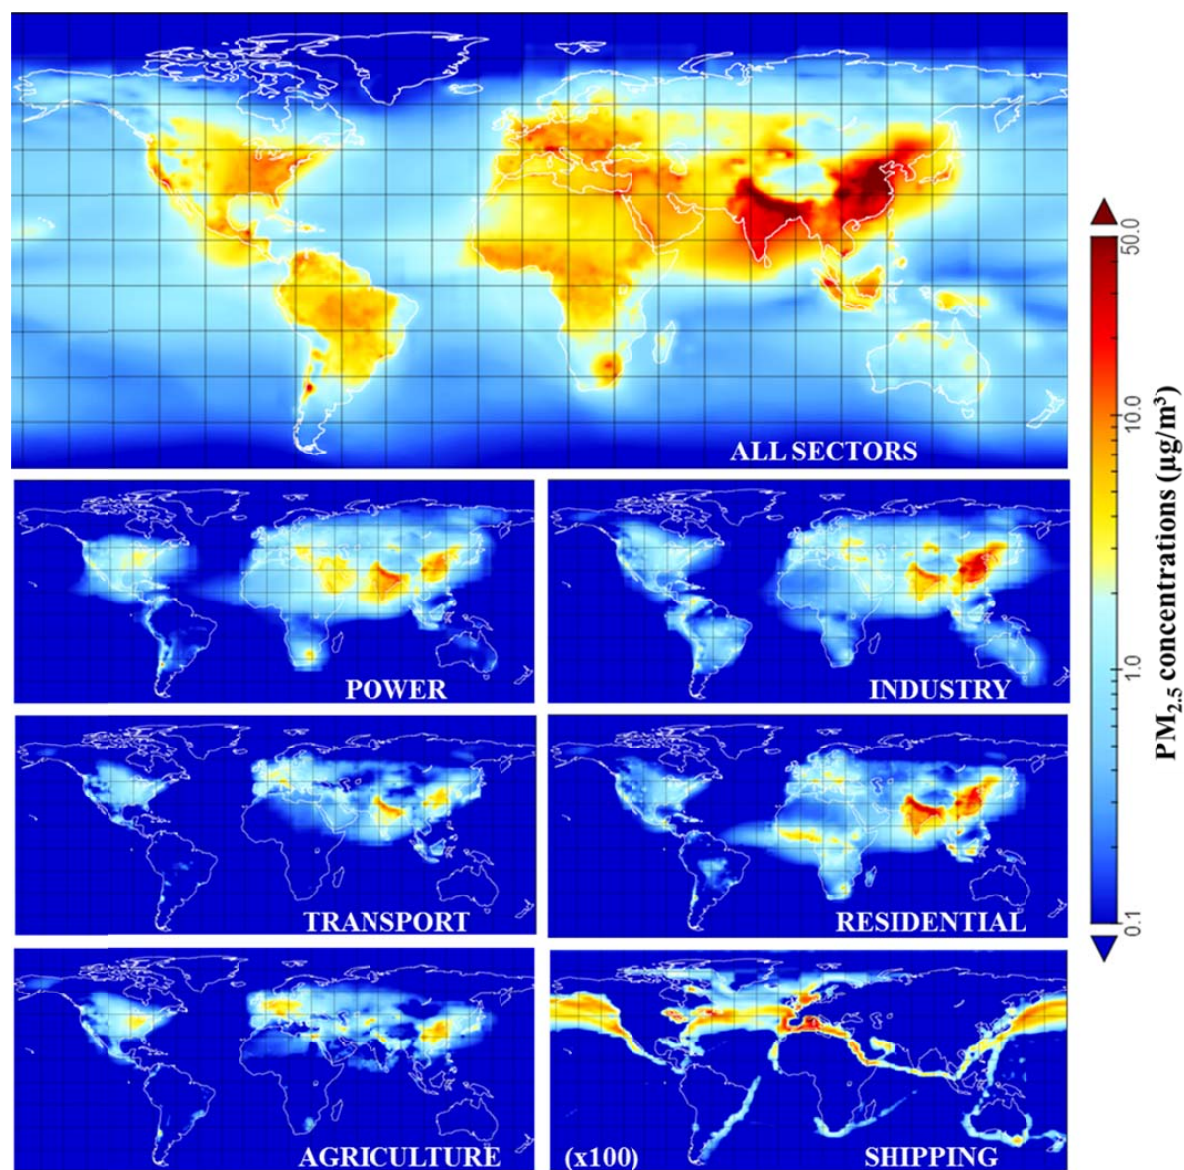 ALL SECTORS
POWER
INDUSTRY
TRANSPORT
RESIDENTIAL
AGRICULTURE
(x100) SHIPPING
50.0
10.0
1.0
0.1
PM2.5 concentrations (µg/m³)